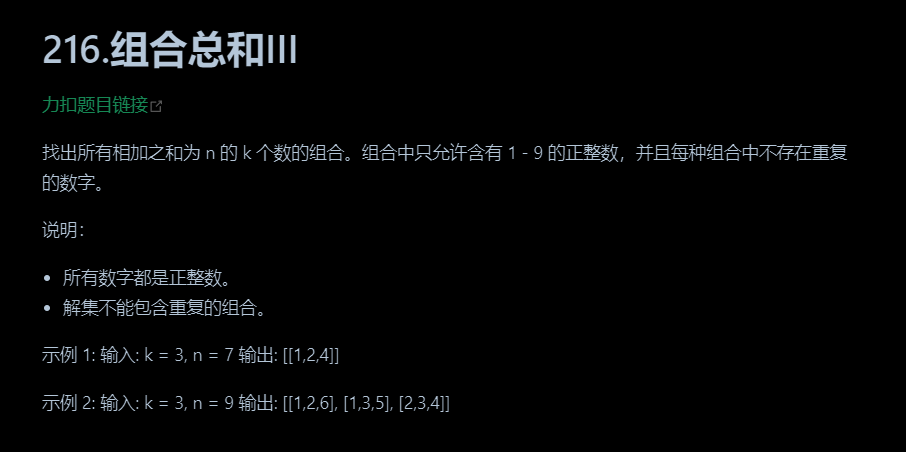 216.组合总和III
力扣题目链接
找出所有相加之和为 n 的 k 个数的组合。组合中只允许含有 1 - 9 的正整数，并且每种组合中不存在重复
的数字。
说明：
• 所有数字都是正整数。
• 解集不能包含重复的组合。
示例 1: 输入: k = 3, n = 7 输出: [[1,2,4]]
示例 2: 输入: k = 3, n = 9 输出: [[1,2,6], [1,3,5], [2,3,4]]